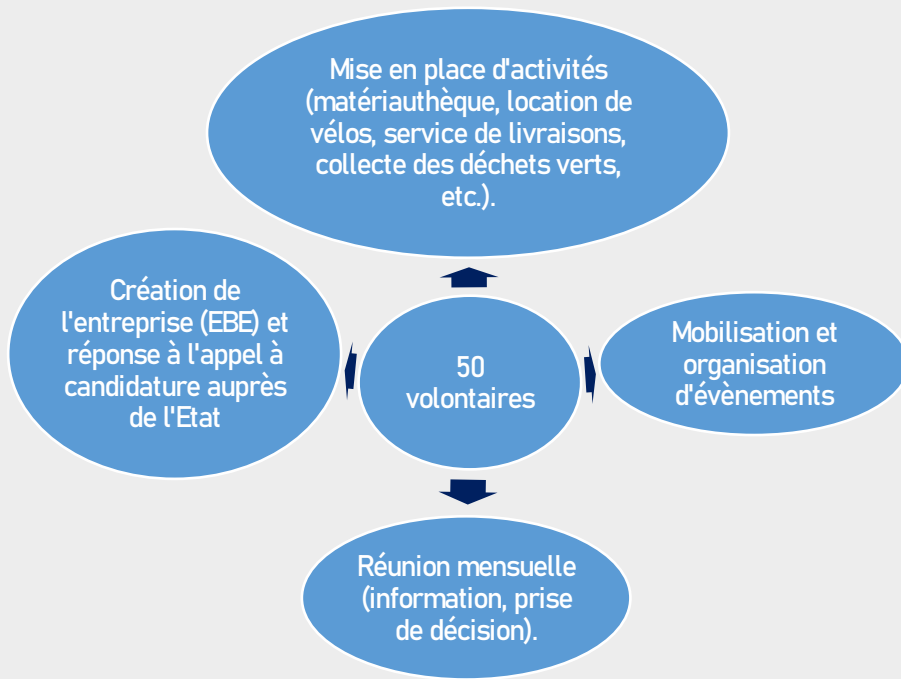 Mise en place d'activités
(matériauthèque, location de
vélos, service de livraisons,
collecte des déchets verts,
etc.).
Création de
l'entreprise (EBE) et
réponse à l'appel à
candidature auprès
de l'Etat
50
volontaires
Mobilisation et
organisation
d'évènements
Réunion mensuelle
(information, prise
de décision).